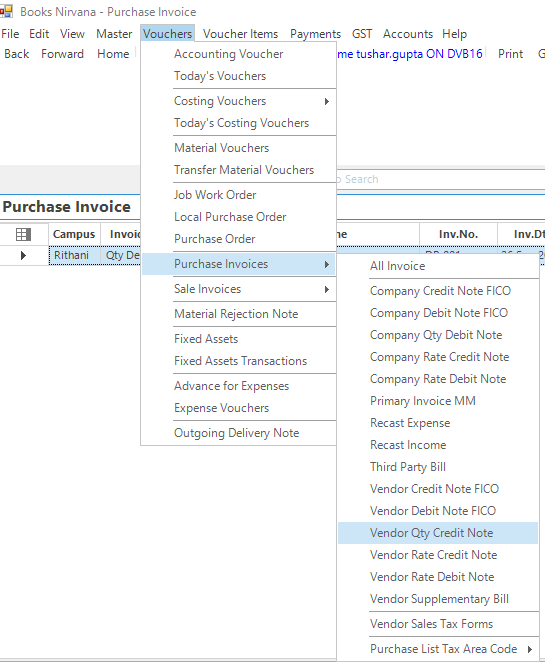 Books Nirvana - Purchase Invoice
File Edit View Master Vouchers Voucher Items Payments GST Accounts Help
Back Forward Home me tushar.gupta ON DVB16 Print G
Accounting Voucher
Today's Vouchers
Costing Vouchers
Today's Costing Vouchers
Material Vouchers
Transfer Material Vouchers
Search
Job Work Order
Purchase Invoice
Local Purchase Order
Campus Invoic Purchase Order me Inv.No. Inv.Dt
Rithani Qty De
Purchase Invoices
All Invoice
Sale Invoices
Company Credit Note FICO
Material Rejection Note
Company Debit Note FICO
Fixed Assets
Company Qty Debit Note
Fixed Assets Transactions
Company Rate Credit Note
Advance for Expenses
Company Rate Debit Note
Expense Vouchers
Primary Invoice MM
Outgoing Delivery Note
Recast Expense
Recast Income
Third Party Bill
Vendor Credit Note FICO
Vendor Debit Note FICO
Vendor Qty Credit Note
Vendor Rate Credit Note
Vendor Rate Debit Note
Vendor Supplementary Bill
Vendor Sales Tax Forms
Purchase List Tax Area Code